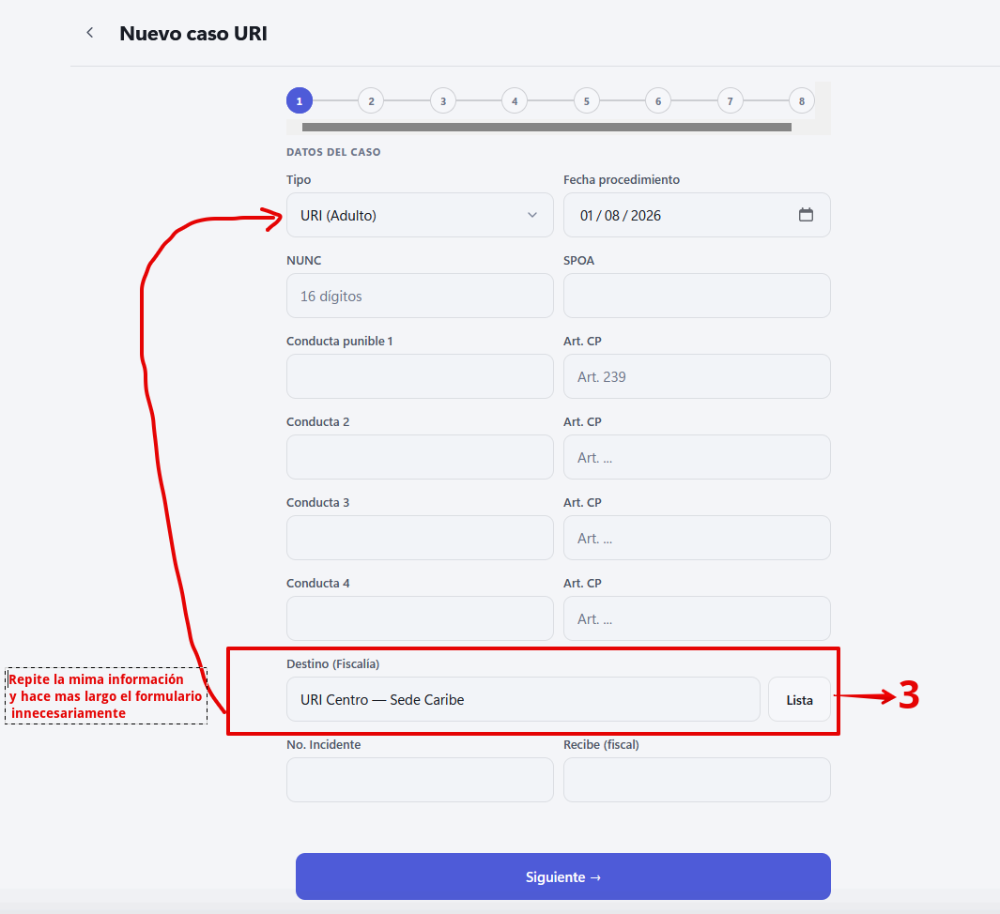 Nuevo caso URI
1 2 3 4 5 6 7 8
DATOS DEL CASO
Tipo Fecha procedimiento
URI (Adulto) 01 / 08 / 2026
NUNC SPOA
16 dígitos
Conducta punible 1 Art. CP
Art. 239
Conducta 2 Art. CP
Art. ...
Conducta 3 Art. CP
Art. ...
Conducta 4 Art. CP
Art. ...
Destino (Fiscalía)
URI Centro — Sede Caribe Lista
3
Repite la mima información
y hace mas largo el formulario
innecesariamente
No. Incidente Recibe (fiscal)
Siguiente →